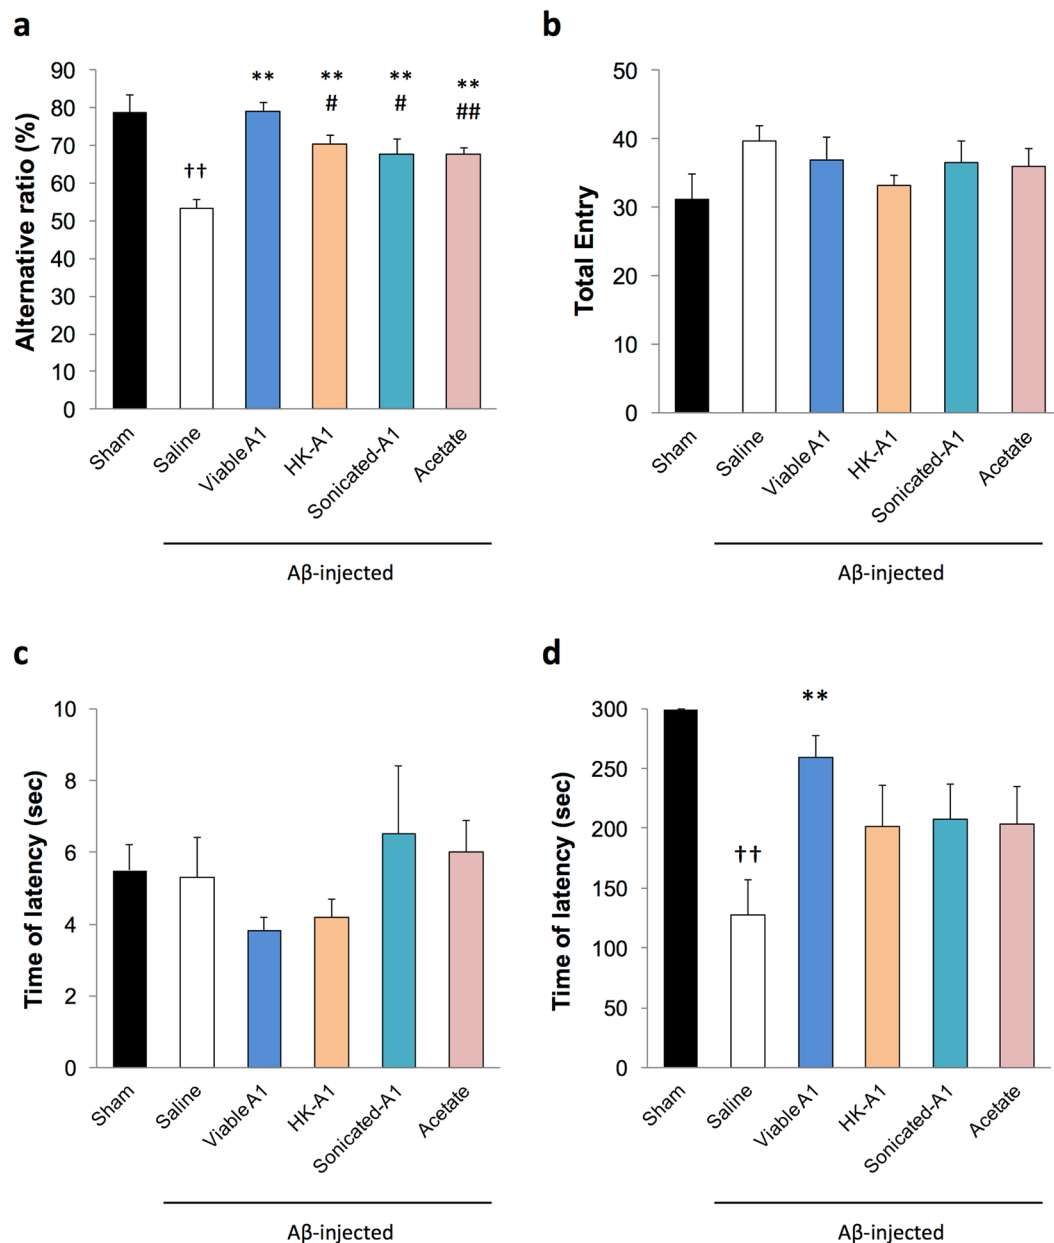 a
Alternative ratio (%)
90
80
70
60
50
40
30
20
10
0
††
**
**
#
**
#
**
##
Sham
Saline
Viable A1
HK-A1
Sonicated-A1
Acetate
Aβ-injected
b
Total Entry
50
40
30
20
10
0
Sham
Saline
Viable A1
HK-A1
Sonicated-A1
Acetate
Aβ-injected
c
Time of latency (sec)
10
8
6
4
2
0
Sham
Saline
Viable A1
HK-A1
Sonicated-A1
Acetate
Aβ-injected
d
Time of latency (sec)
300
250
200
150
100
50
0
††
**
Sham
Saline
Viable A1
HK-A1
Sonicated-A1
Acetate
Aβ-injected